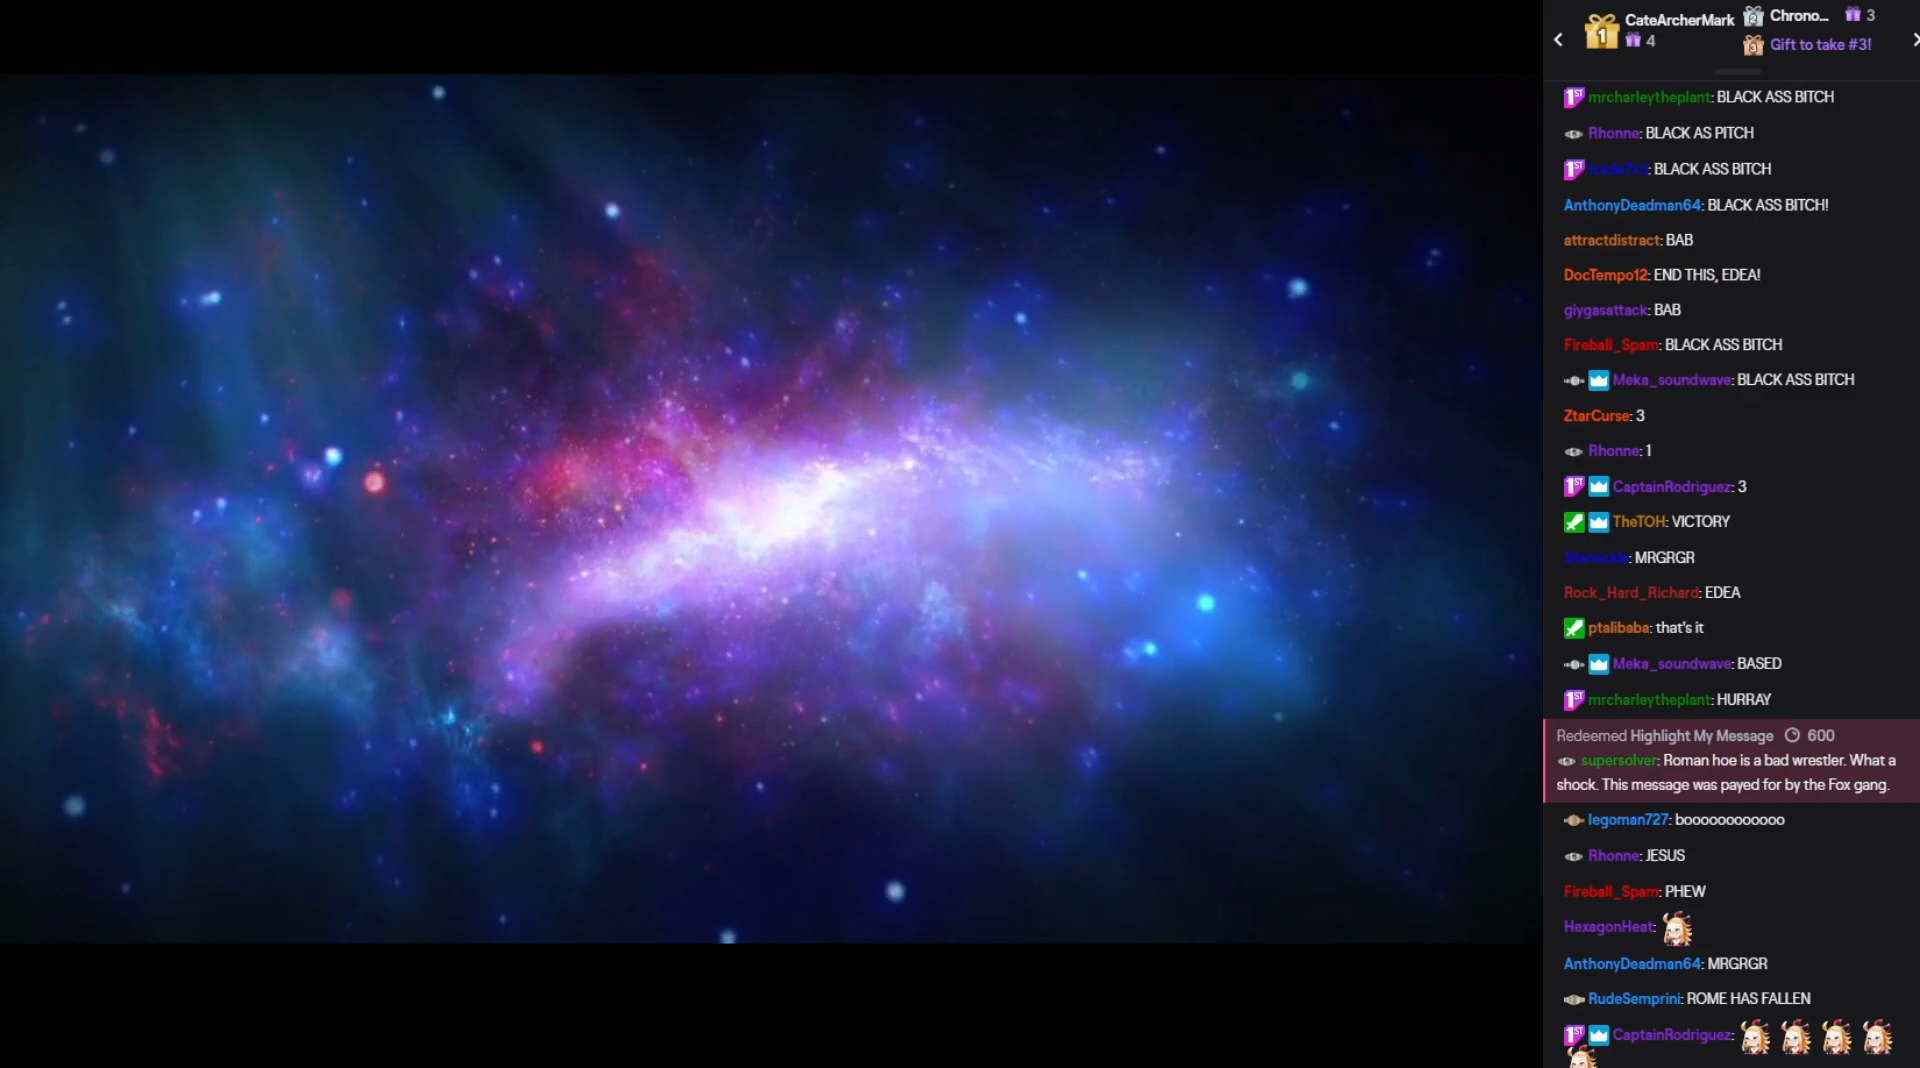 CateArcherMark
4
Chrono... 3
Gift to take #3!
mrcharleytheplant: BLACK ASS BITCH
Rhonne: BLACK AS PITCH
Icicle7x3: BLACK ASS BITCH
AnthonyDeadman64: BLACK ASS BITCH!
attractdistract: BAB
DocTempo12: END THIS, EDEA!
giygasattack: BAB
Fireball_Spam: BLACK ASS BITCH
Meka_soundwave: BLACK ASS BITCH
ZtarCurse: 3
Rhonne: 1
CaptainRodriguez: 3
TheTOH: VICTORY
: MRGRGR
Rock_Hard_Richard: EDEA
ptalibaba: that's it
Meka_soundwave: BASED
mrcharleytheplant: HURRAY
Redeemed Highlight My Message 600
supersolver: Roman hoe is a bad wrestler. What a
shock. This message was payed for by the Fox gang.
legoman727: booooooooooo
Rhonne: JESUS
Fireball_Spam: PHEW
HexagonHeat:
AnthonyDeadman64: MRGRGR
RudeSemprini: ROME HAS FALLEN
CaptainRodriguez: